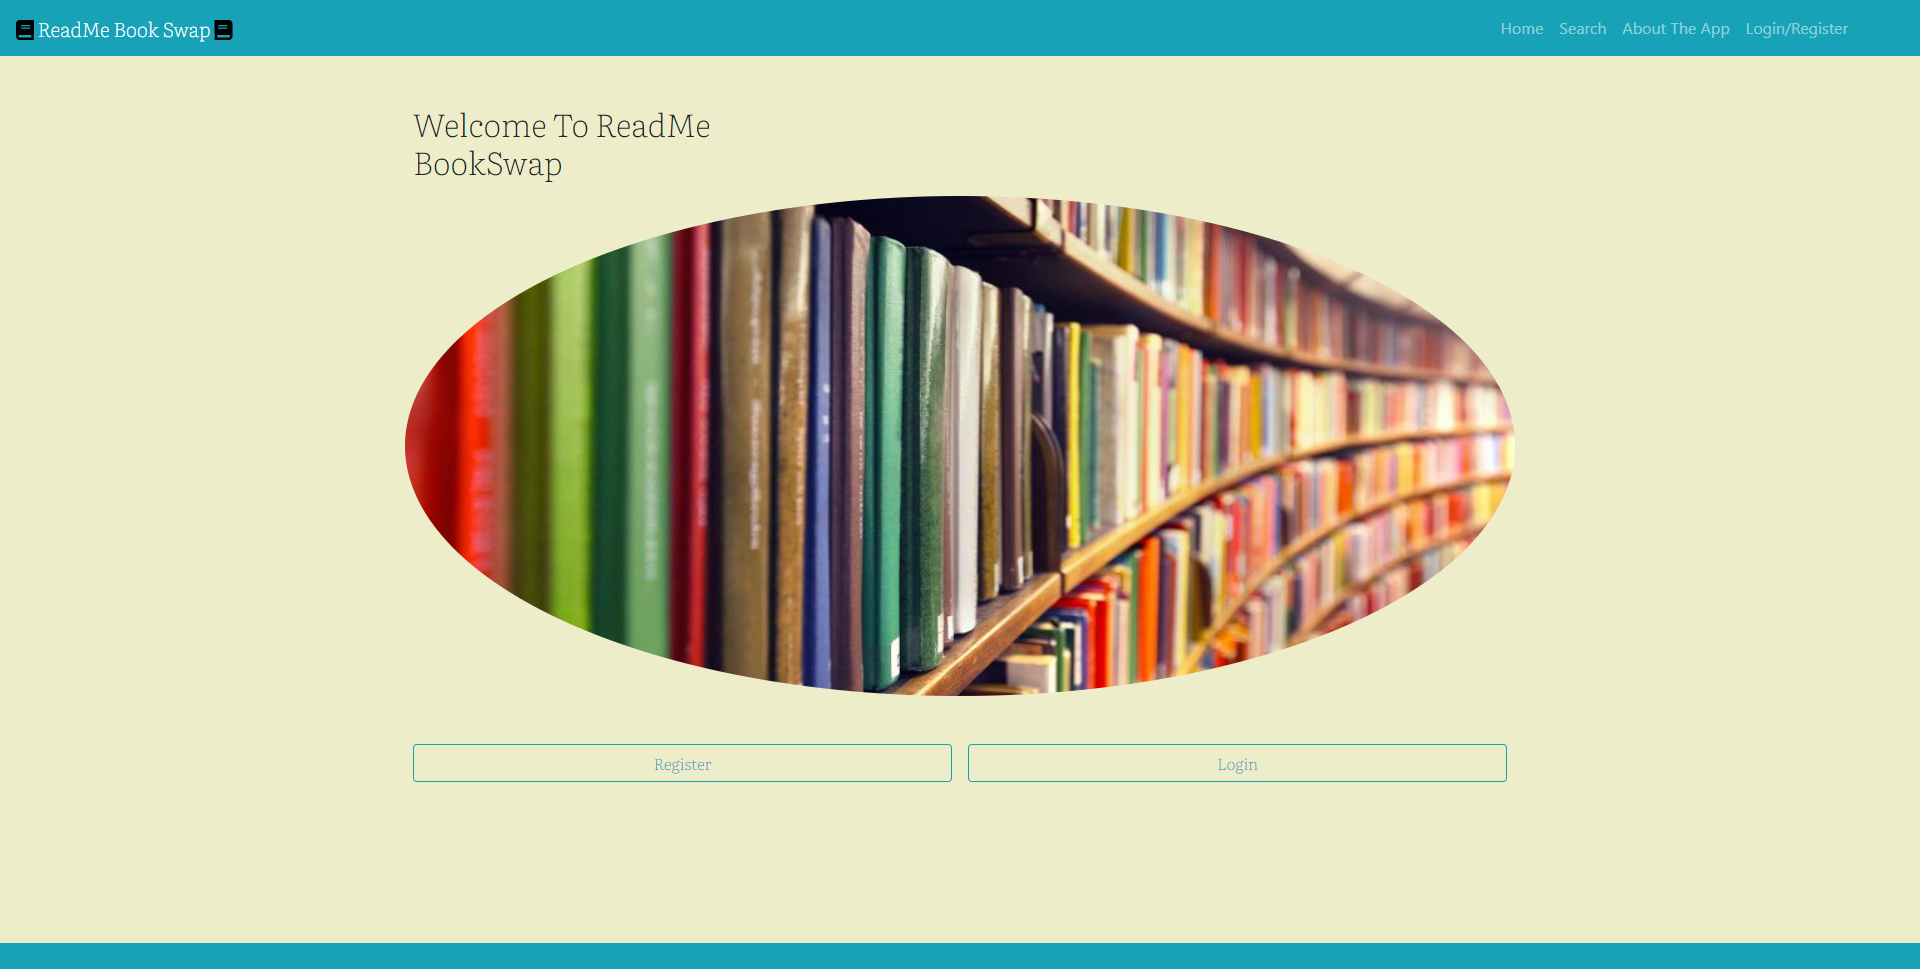 ReadMe Book Swap
Home Search About The App Login/Register
Welcome To ReadMe
BookSwap
Register Login